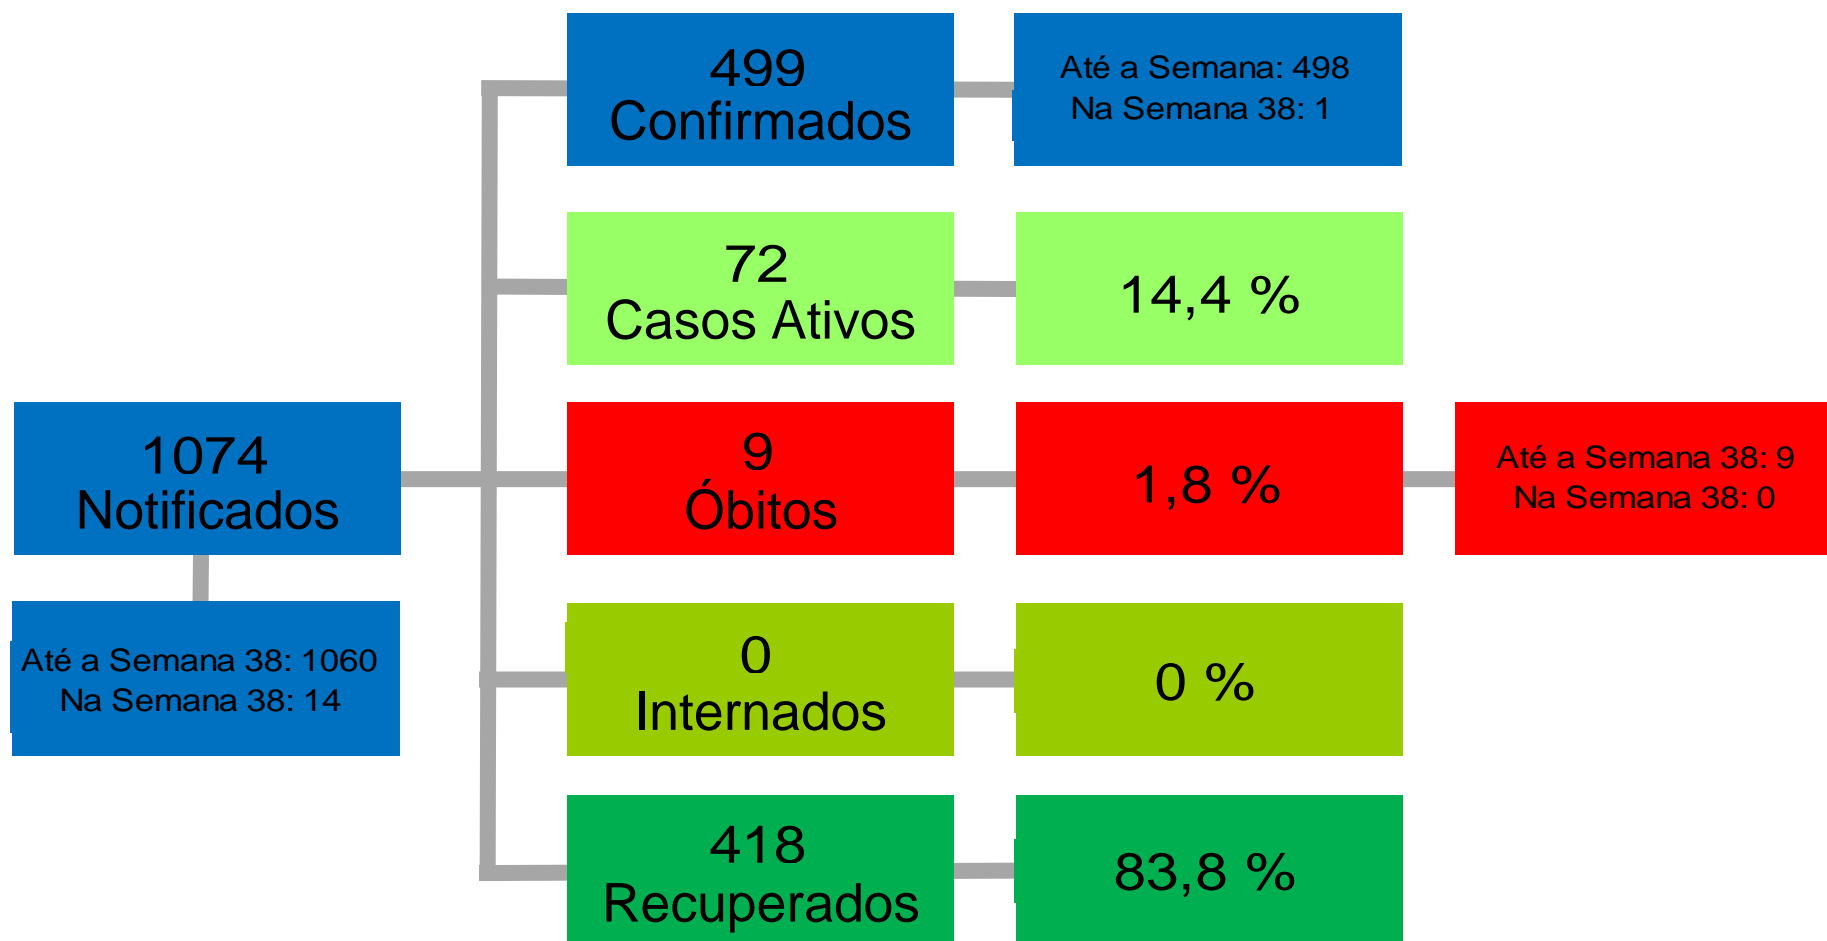 499
Confirmados
Até a Semana: 498
Na Semana 38: 1
72
Casos Ativos
14,4 %
1074
Notificados
9
Óbitos
1,8 %
Até a Semana 38: 9
Na Semana 38: 0
Até a Semana 38: 1060
Na Semana 38: 14
0
Internados
0 %
418
Recuperados
83,8 %